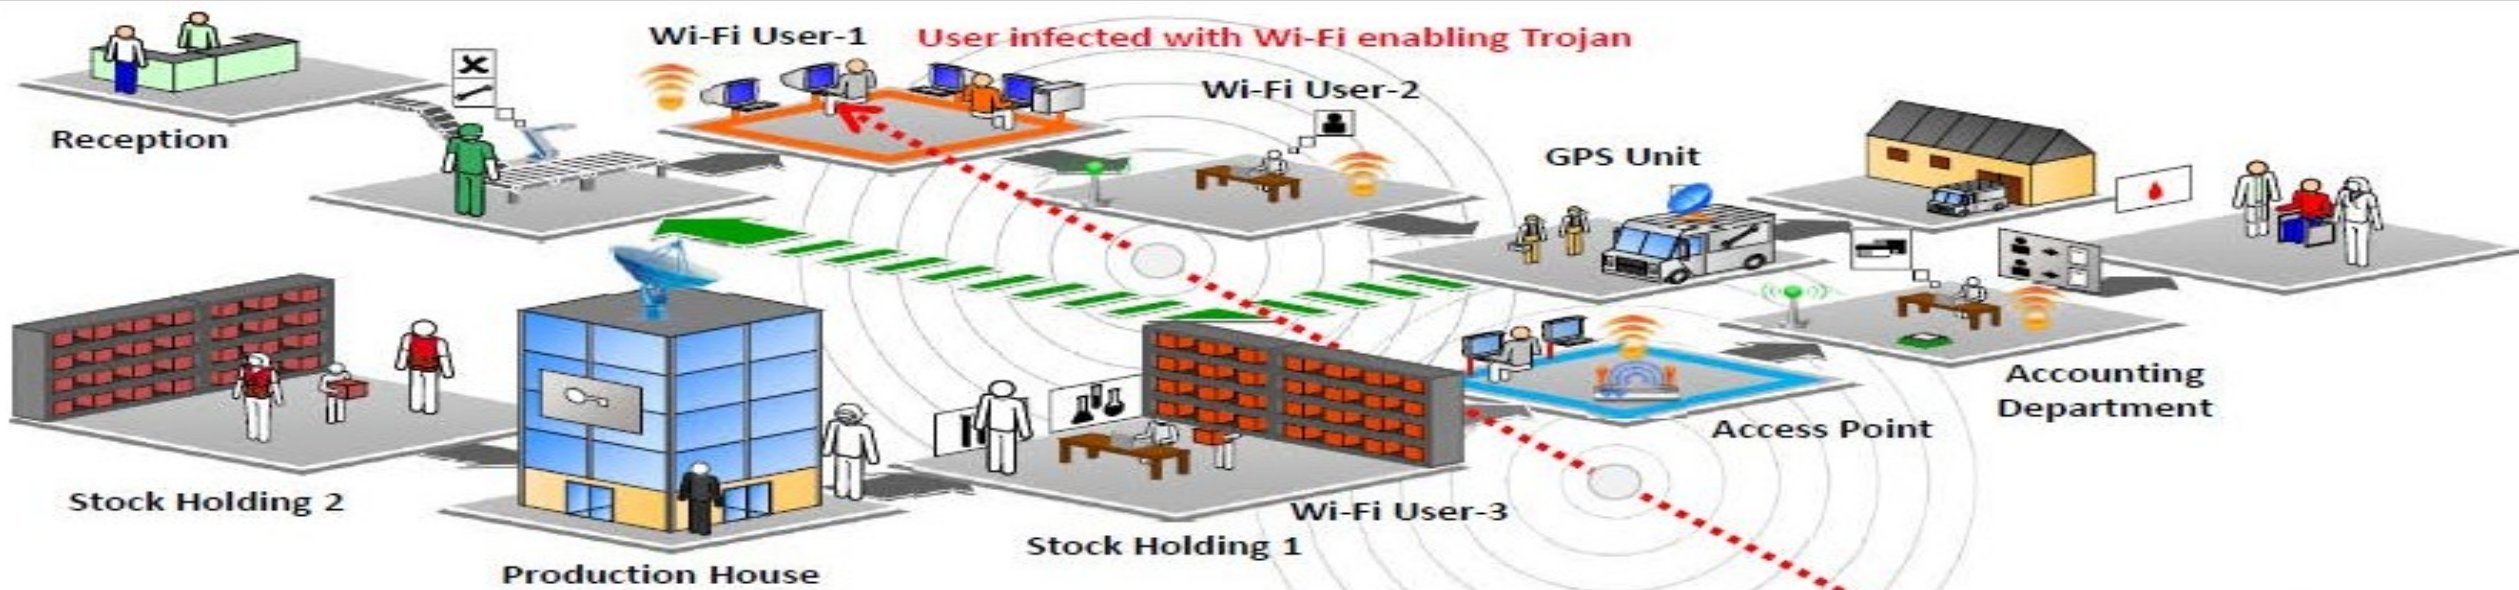 Wi-Fi User-1
User infected with Wi-Fi enabling Trojan
Wi-Fi User-2
Reception
GPS Unit
Accounting
Department
Access Point
Stock Holding 2
Wi-Fi User-3
Stock Holding 1
Production House